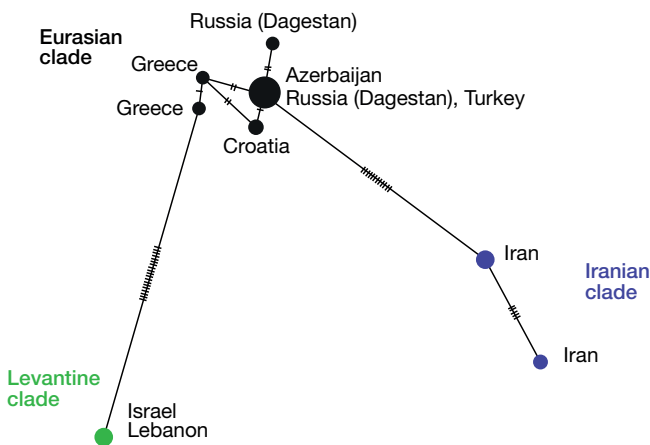 Russia (Dagestan)
Eurasian
clade
Greece
Azerbaijan
Russia (Dagestan), Turkey
Greece
Croatia
Iran
Iranian
clade
Iran
Levantine
clade
Israel
Lebanon